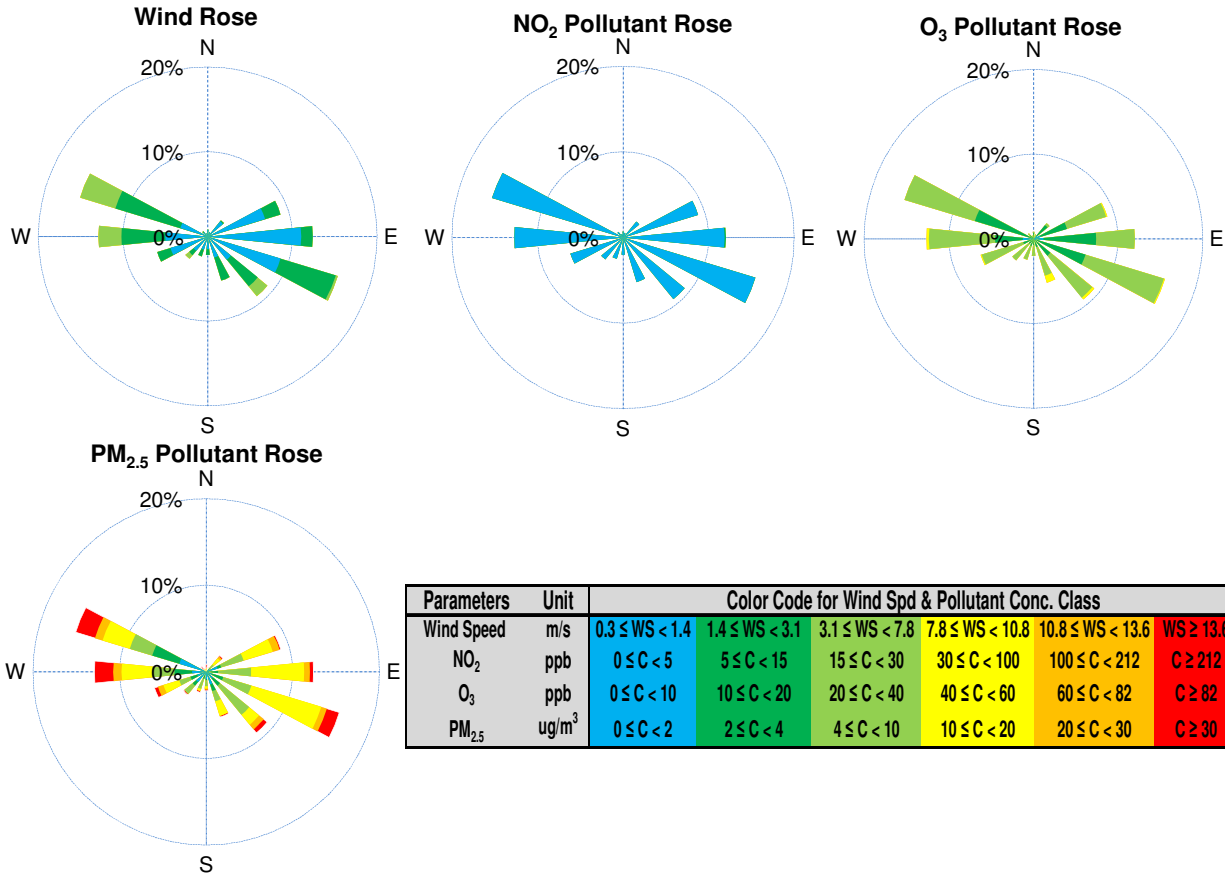 Wind Rose
N
20%
10%
W
0%
E
S
NO2 Pollutant Rose
N
20%
10%
W
0%
E
S
O3 Pollutant Rose
N
20%
10%
W
0%
E
S
PM2.5 Pollutant Rose
N
20%
10%
W
0%
E
S
Parameters Unit Color Code for Wind Spd & Pollutant Conc. Class
Wind Speed m/s 0.3 ≤ WS < 1.4 1.4 ≤ WS < 3.1 3.1 ≤ WS < 7.8 7.8 ≤ WS < 10.8 10.8 ≤ WS < 13.6 WS ≥ 13.6
NO2 ppb 0 ≤ C < 5 5 ≤ C < 15 15 ≤ C < 30 30 ≤ C < 100 100 ≤ C < 212 C ≥ 212
O3 ppb 0 ≤ C < 10 10 ≤ C < 20 20 ≤ C < 40 40 ≤ C < 60 60 ≤ C < 82 C ≥ 82
PM2.5 ug/m3 0 ≤ C < 2 2 ≤ C < 4 4 ≤ C < 10 10 ≤ C < 20 20 ≤ C < 30 C ≥ 30